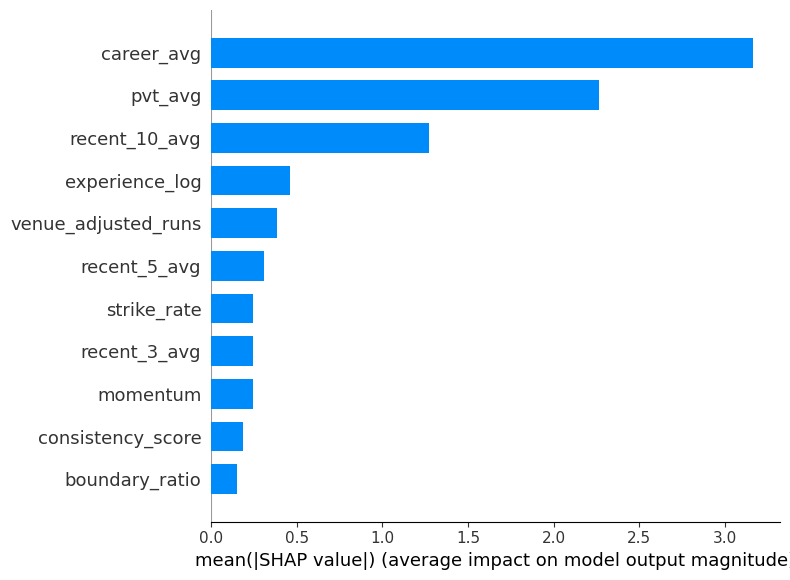 career_avg
pvt_avg
recent_10_avg
experience_log
venue_adjusted_runs
recent_5_avg
strike_rate
recent_3_avg
momentum
consistency_score
boundary_ratio
0.0 0.5 1.0 1.5 2.0 2.5 3.0
mean(|SHAP value|) (average impact on model output magnitude